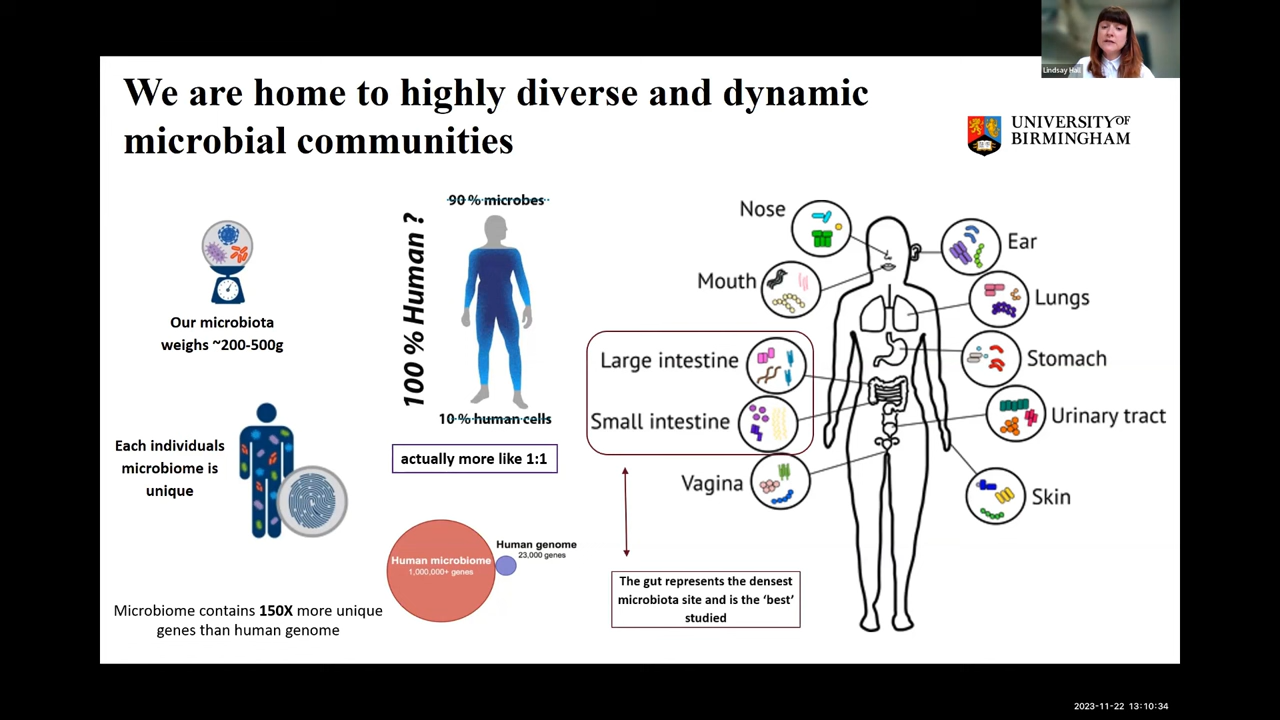 Lindsay Hall
We are home to highly diverse and dynamic
microbial communities
UNIVERSITYOF
BIRMINGHAM
Our microbiota
weighs ~200-500g
Each individuals
microbiome is
unique
Microbiome contains 150X more unique
genes than human genome
100 % Human ?
90 % microbes
10 % human cells
actually more like 1:1
Human microbiome
1,000,000+ genes
Human genome
23,000 genes
Nose
Mouth
Large intestine
Small intestine
Vagina
Ear
Lungs
Stomach
Urinary tract
Skin
The gut represents the densest
microbiota site and is the ‘best’
studied
2023-11-22 13:10:34